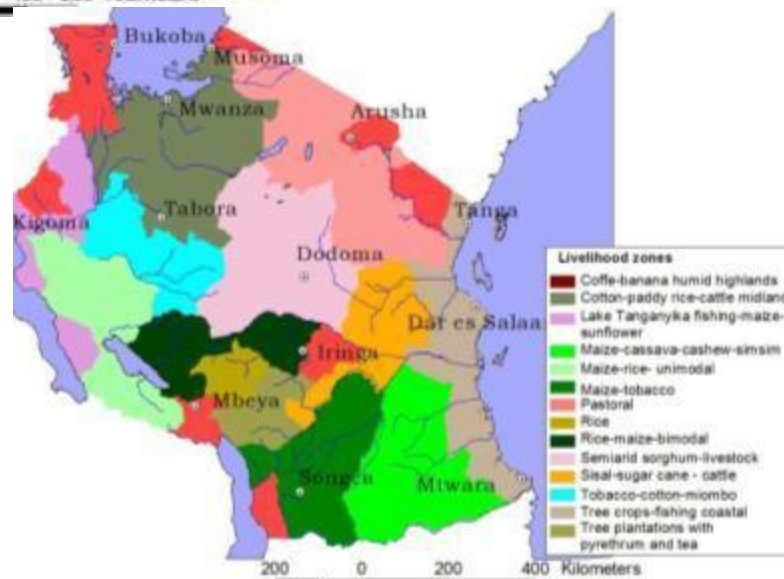 Bukoba
Musoma
Mwanza
Arusha
Kigoma
Tabora
Tanga
Dodoma
Dar es Salaa
Iringa
Mbeya
Songea
Mtwara
Livelihood zones
Coffe-banana humid highlands
Cotton-paddy rice-cattle midland
Lake Tanganyika fishing-maize-
sunflower
Maize-cassava-cashew-simsim
Maize-rice- unimodal
Maize-tobacco
Pastoral
Rice
Rice-maize-bimodal
Semiarid sorghum-livestock
Sisal-sugar cane - cattle
Tobacco-cotton-miombo
Tree crops-fishing coastal
Tree plantations with
pyrethrum and tea
200 0 200 400 Kilometers